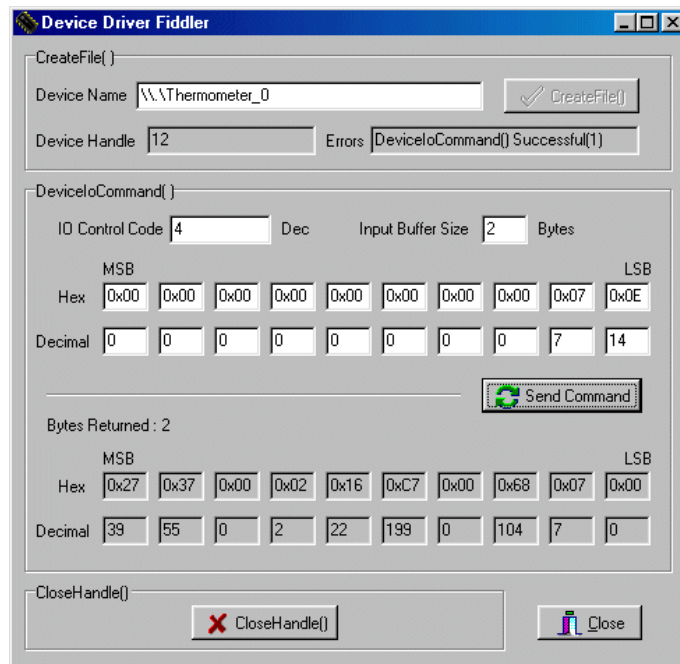 Device Driver Fiddler
CreateFile( )
Device Name \\.\Thermometer_0 CreateFile()
Device Handle 12 Errors DeviceIoCommand() Successful(1)
DeviceIoCommand( )
IO Control Code 4 Dec Input Buffer Size 2 Bytes
MSB LSB
Hex 0x00 0x00 0x00 0x00 0x00 0x00 0x00 0x00 0x07 0x0E
Decimal 0 0 0 0 0 0 0 0 7 14
Send Command
Bytes Returned : 2
MSB LSB
Hex 0x27 0x37 0x00 0x02 0x16 0xC7 0x00 0x68 0x07 0x00
Decimal 39 55 0 2 22 199 0 104 7 0
CloseHandle()
CloseHandle() Close